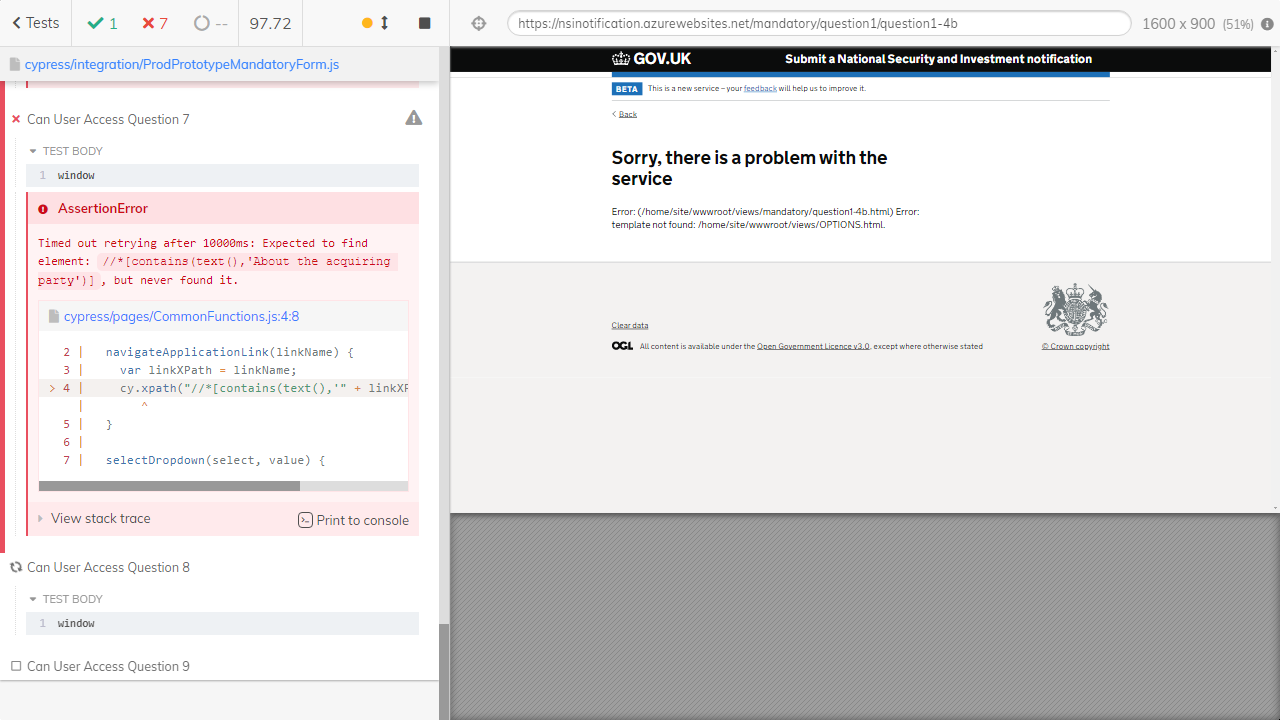 Tests
1
7
--
97.72
https://nsinotification.azurewebsites.net/mandatory/question1/question1-4b
1600 x 900 (51%)
cypress/integration/ProdPrototypeMandatoryForm.js
Can User Access Question 7
TEST BODY
1 window
AssertionError
Timed out retrying after 10000ms: Expected to find
element: //*[contains(text(),'About the acquiring
party')], but never found it.
cypress/pages/CommonFunctions.js:4:8
2 | navigateApplicationLink(linkName) {
3 | var linkXPath = linkName;
> 4 | cy.xpath("//*[contains(text(),'" + linkXP
| ^
5 | }
6 |
7 | selectDropdown(select, value) {
View stack trace
Print to console
Can User Access Question 8
TEST BODY
1 window
Can User Access Question 9
GOV.UK
Submit a National Security and Investment notification
BETA This is a new service – your feedback will help us to improve it.
Back
Sorry, there is a problem with the
service
Error: (/home/site/wwwroot/views/mandatory/question1-4b.html) Error:
template not found: /home/site/wwwroot/views/OPTIONS.html.
Clear data
OGL All content is available under the Open Government Licence v3.0, except where otherwise stated
© Crown copyright